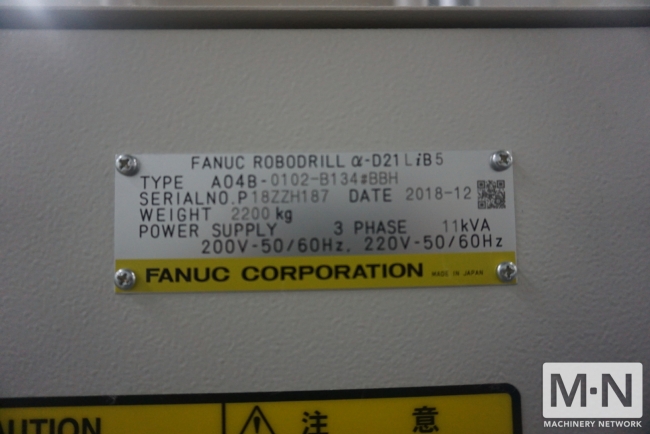 FANUC ROBODRILL α-D21LiB5
TYPE A04B-0102-B134#BBH
SERIALNO.P18ZZH187 DATE 2018-12
WEIGHT 2200kg
POWER SUPPLY 3 PHASE 11kVA
200V-50/60Hz, 220V-50/60Hz
FANUC CORPORATION MADE IN JAPAN
AUTION 注 意
M·N
MACHINERY NETWORK